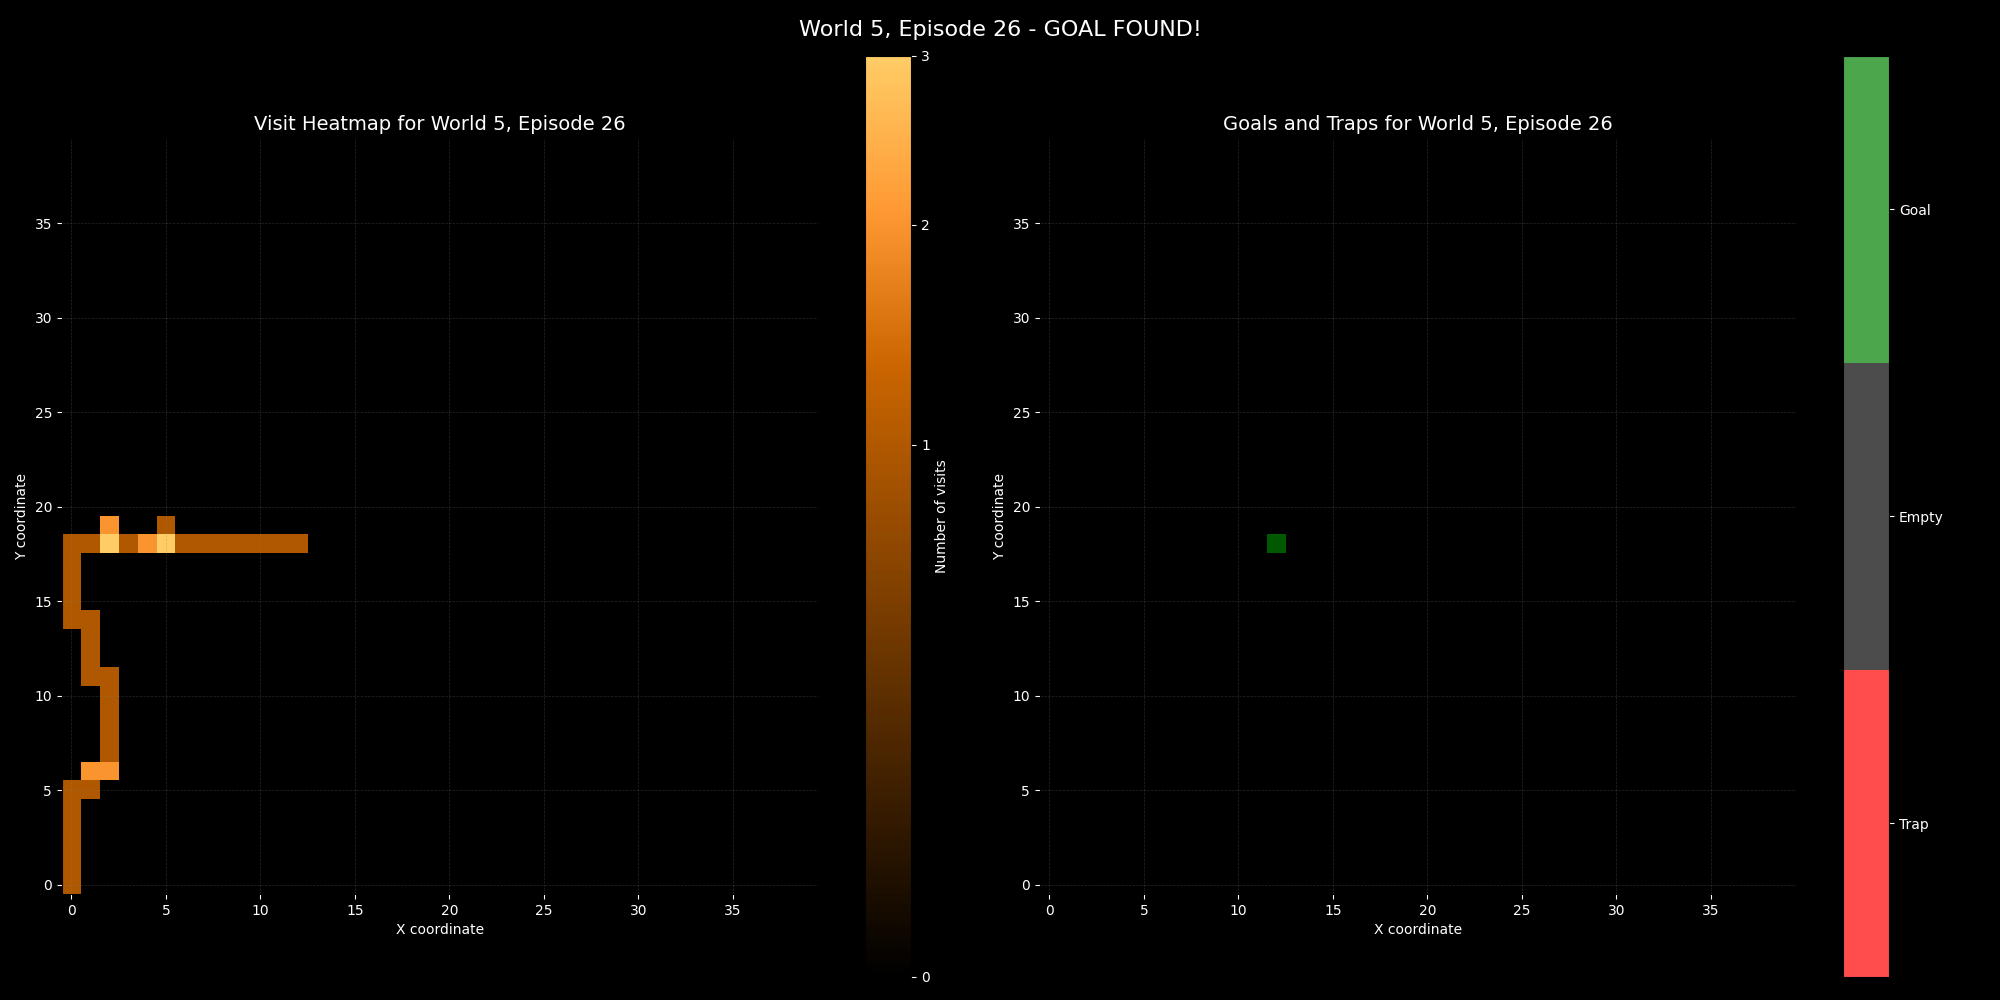 World 5, Episode 26 - GOAL FOUND!
Visit Heatmap for World 5, Episode 26
35
30
25
20
15
10
5
0
Y coordinate
0 5 10 15 20 25 30 35
X coordinate
3
2
1
0
Number of visits
Goals and Traps for World 5, Episode 26
35
30
25
20
15
10
5
0
Y coordinate
0 5 10 15 20 25 30 35
X coordinate
Goal
Empty
Trap